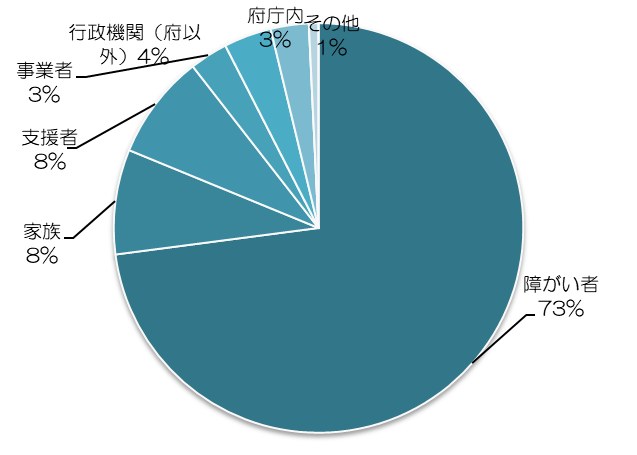 府庁内
3%
その他
1%
行政機関（府以
外）4%
事業者
3%
支援者
8%
家族
8%
障がい者
73%